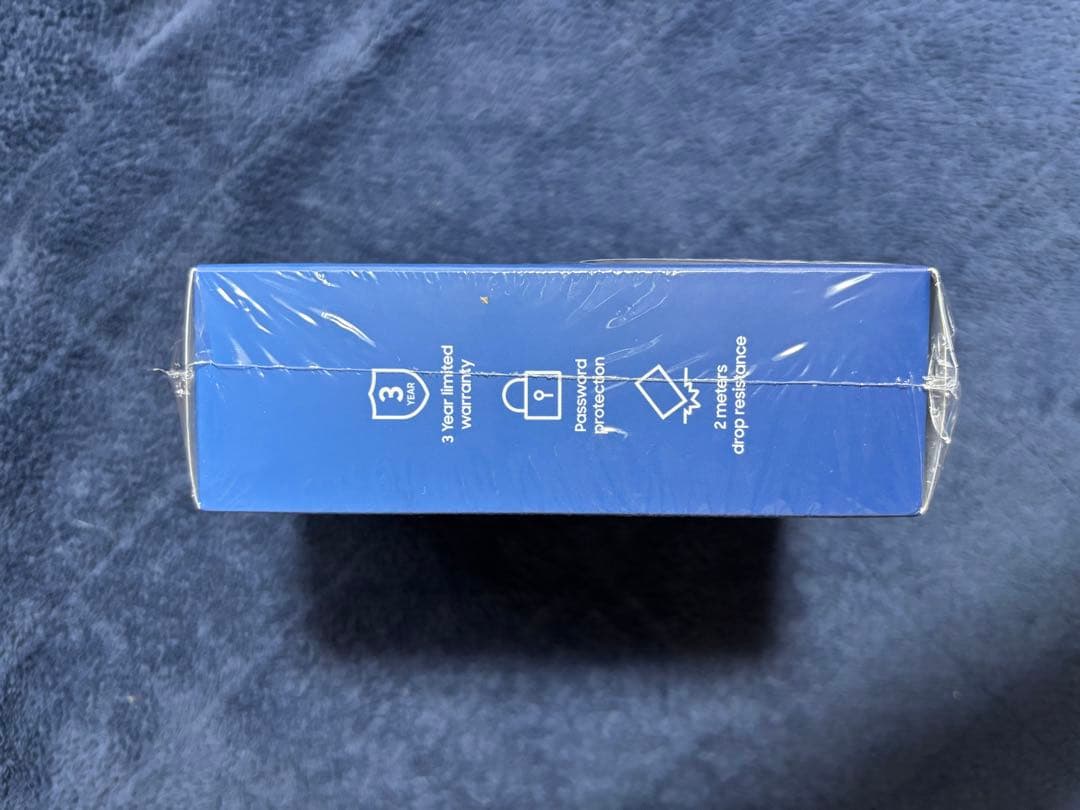 3
YEAR
3 Year limited
warranty
Password
protection
2 meters
drop resistance